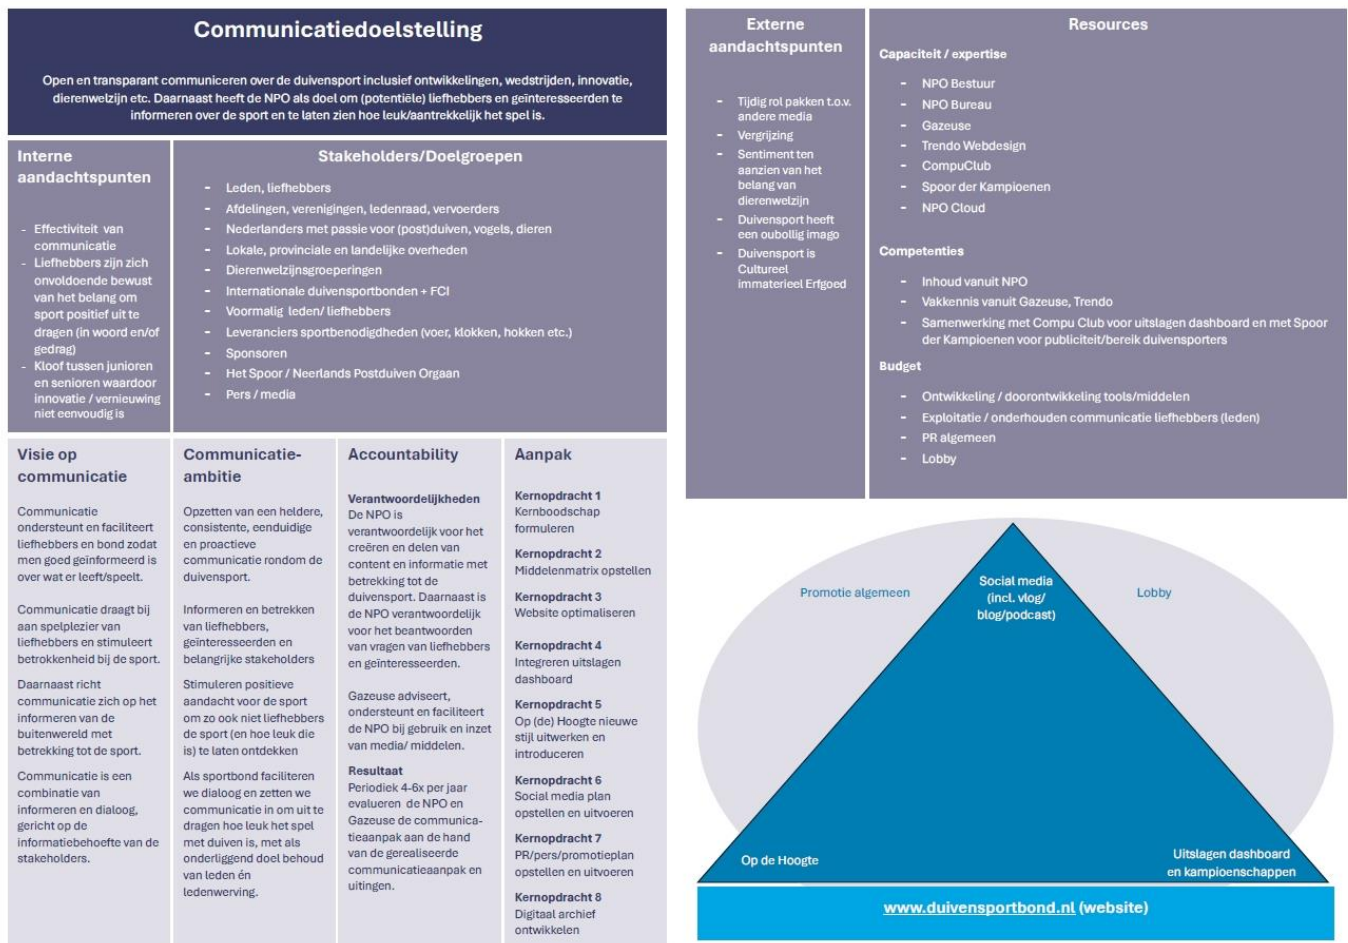 Communicatiedoelstelling
Open en transparant communiceren over de duivensport inclusief ontwikkelingen, wedstrijden, innovatie,
dierenwelzijn etc. Daarnaast heeft de NPO als doel om (potentiële) liefhebbers en geïnteresseerden te
informeren over de sport en te laten zien hoe leuk/aantrekkelijk het spel is.
Interne
aandachtspunten
- Effectiviteit van
communicatie
- Liefhebbers zijn zich
onvoldoende bewust
van het belang om
sport positief uit te
dragen (in woord en/of
gedrag)
- Kloof tussen junioren
en senioren waardoor
innovatie / vernieuwing
niet eenvoudig is
Stakeholders/Doelgroepen
- Leden, liefhebbers
- Afdelingen, verenigingen, ledenraad, vervoerders
- Nederlanders met passie voor (post)duiven, vogels, dieren
- Lokale, provinciale en landelijke overheden
- Dierenwelzijnsgroeperingen
- Internationale duivensportbonden + FCI
- Voormalig leden/ liefhebbers
- Leveranciers sportbenodigdheden (voer, klokken, hokken etc.)
- Sponsoren
- Het Spoor / Neerlands Postduiven Orgaan
- Pers / media
Visie op
communicatie
Communicatie
ondersteunt en faciliteert
liefhebbers en bond zodat
men goed geïnformeerd is
over wat er leeft/speelt.
Communicatie draagt bij
aan spelplezier van
liefhebbers en stimuleert
betrokkenheid bij de sport.
Daarnaast richt
communicatie zich op het
informeren van de
buitenwereld met
betrekking tot de sport.
Communicatie is een
combinatie van
informeren en dialoog,
gericht op de
informatiebehoefte van de
stakeholders.
Communicatie-
ambitie
Opzetten van een heldere,
consistente, eenduidige
en proactieve
communicatie rondom de
duivensport.
Informeren en betrekken
van liefhebbers,
geïnteresseerden en
belangrijke stakeholders
Stimuleren positieve
aandacht voor de sport
om zo ook niet liefhebbers
de sport (en hoe leuk die
is) te laten ontdekken
Als sportbond faciliteren
we dialoog en zetten we
communicatie in om uit te
dragen hoe leuk het spel
met duiven is, met als
onderliggend doel behoud
van leden én
ledenwerving.
Accountability
Verantwoordelijkheden
De NPO is
verantwoordelijk voor het
creëren en delen van
content en informatie met
betrekking tot de
duivensport. Daarnaast is
de NPO verantwoordelijk
voor het beantwoorden
van vragen van liefhebbers
en geïnteresseerden.
Gazeuse adviseert,
ondersteunt en faciliteert
de NPO bij gebruik en inzet
van media/ middelen.
Resultaat
Periodiek 4-6x per jaar
evalueren de NPO en
Gazeuse de communica-
tieaanpak aan de hand
van de gerealiseerde
communicatieaanpak en
uitingen.
Aanpak
Kernopdracht 1
Kernboodschap
formuleren
Kernopdracht 2
Middelenmatrix opstellen
Kernopdracht 3
Website optimaliseren
Kernopdracht 4
Integreren uitslagen
dashboard
Kernopdracht 5
Op (de) Hoogte nieuwe
stijl uitwerken en
introduceren
Kernopdracht 6
Social media plan
opstellen en uitvoeren
Kernopdracht 7
PR/pers/promotieplan
opstellen en uitvoeren
Kernopdracht 8
Digitaal archief
ontwikkelen
Externe
aandachtspunten
- Tijdig rol pakken t.o.v.
andere media
- Vergrijzing
- Sentiment ten
aanzien van het
belang van
dierenwelzijn
- Duivensport heeft
een oubollig imago
- Duivensport is
Cultureel
immaterieel Erfgoed
Resources
Capaciteit / expertise
- NPO Bestuur
- NPO Bureau
- Gazeuse
- Trendo Webdesign
- CompuClub
- Spoor der Kampioenen
- NPO Cloud
Competenties
- Inhoud vanuit NPO
- Vakkennis vanuit Gazeuse, Trendo
- Samenwerking met Compu Club voor uitslagen dashboard en met Spoor
der Kampioenen voor publiciteit/bereik duivensporters
Budget
- Ontwikkeling / doorontwikkeling tools/middelen
- Exploitatie / onderhouden communicatie liefhebbers (leden)
- PR algemeen
- Lobby
Promotie algemeen
Social media
(incl. vlog/
blog/podcast)
Lobby
Op de Hoogte
Uitslagen dashboard
en kampioenschappen
www.duivensportbond.nl (website)